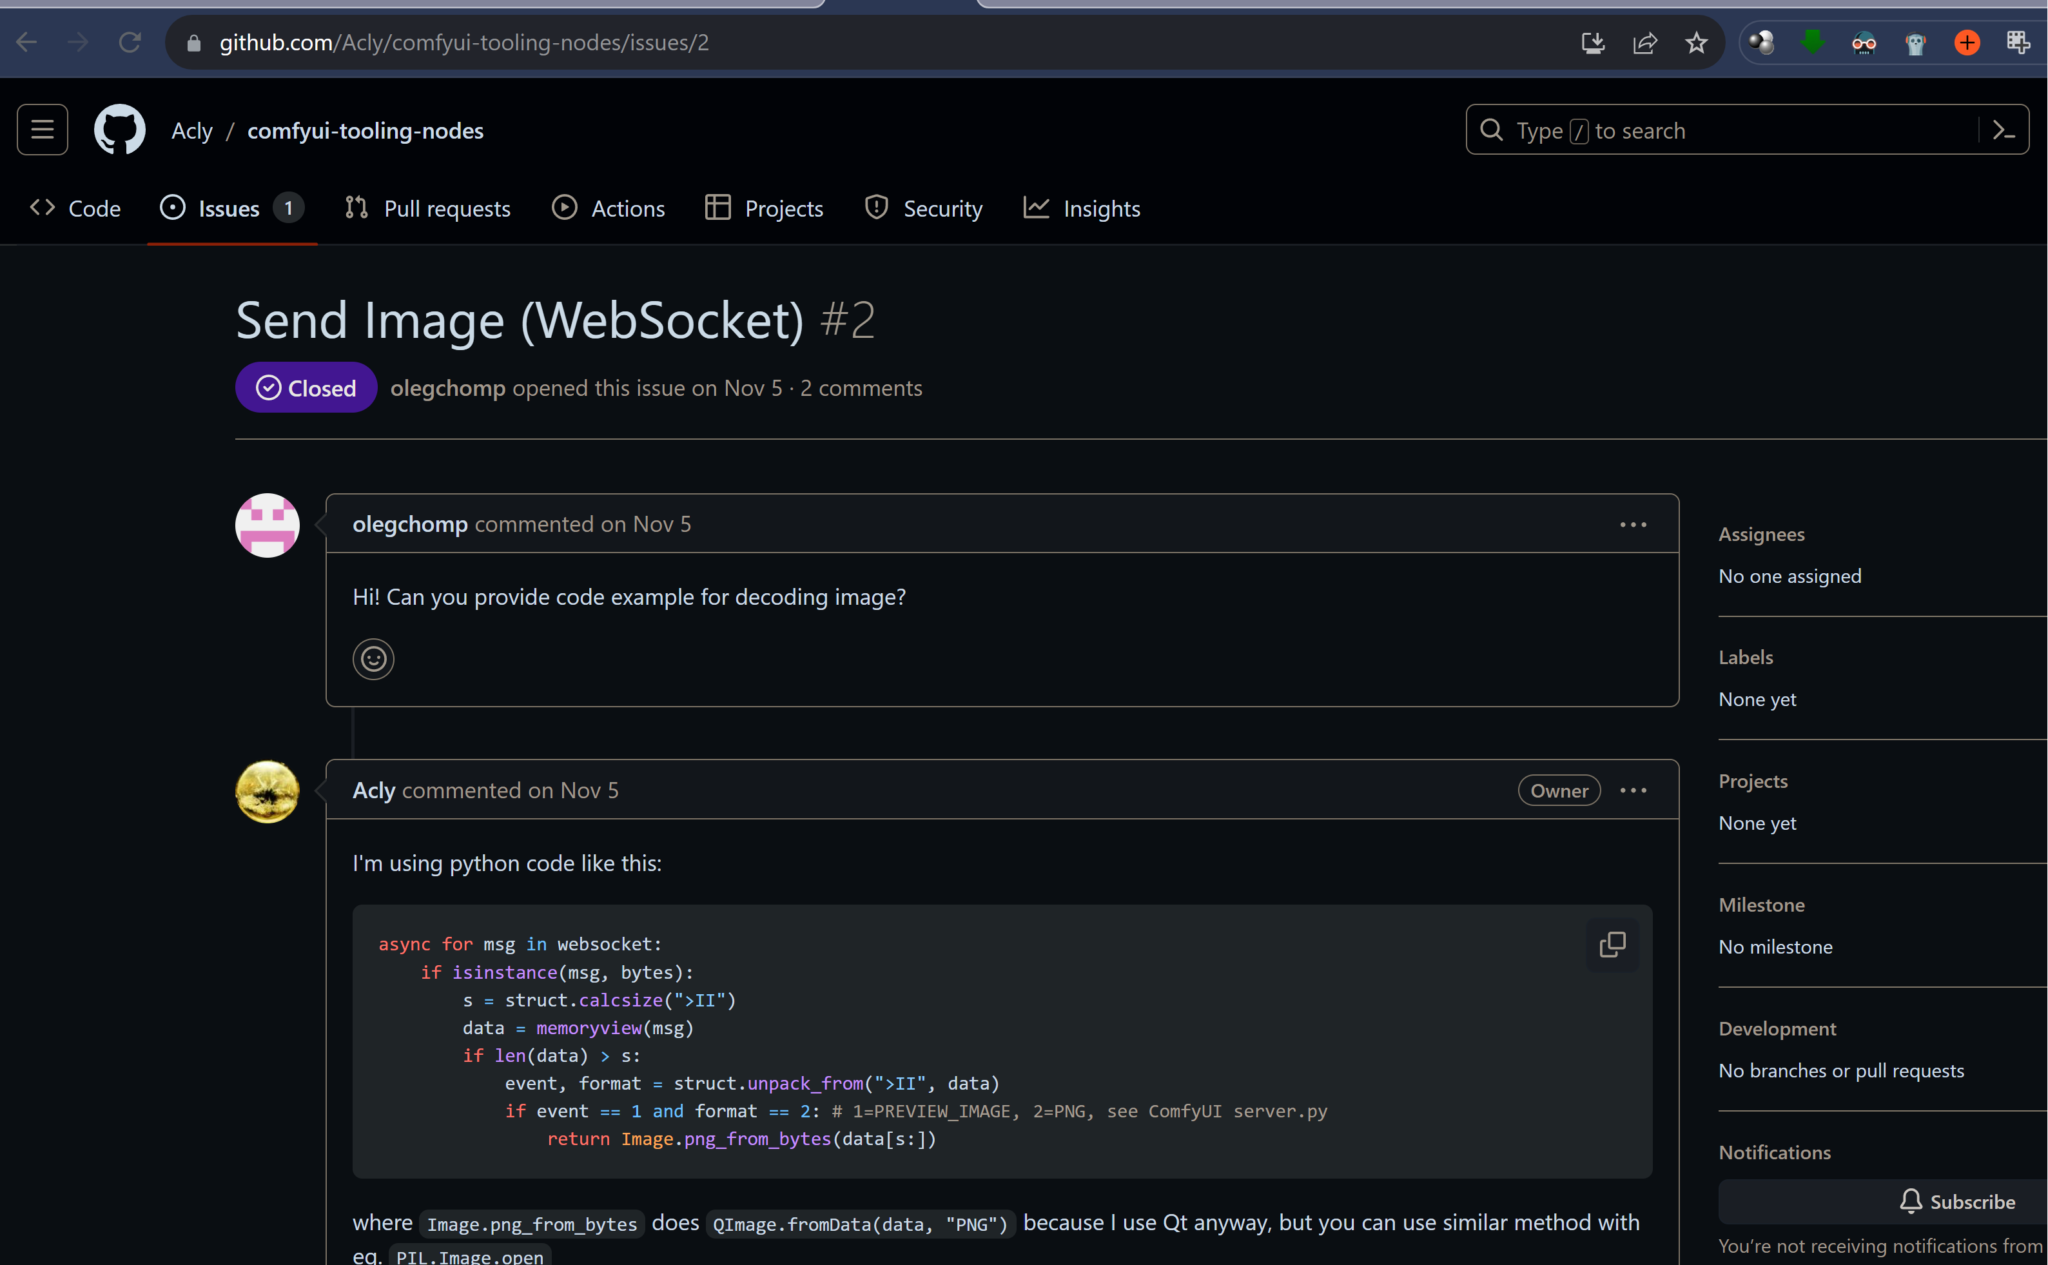 github.com/Acly/comfyui-tooling-nodes/issues/2
Acly / comfyui-tooling-nodes
Type / to search
Code Issues 1 Pull requests Actions Projects Security Insights
Send Image (WebSocket) #2
Closed olegchomp opened this issue on Nov 5 · 2 comments
olegchomp commented on Nov 5 ...
Hi! Can you provide code example for decoding image?
Acly commented on Nov 5 Owner ...
I'm using python code like this:
async for msg in websocket:
    if isinstance(msg, bytes):
        s = struct.calcsize(">II")
        data = memoryview(msg)
        if len(data) > s:
            event, format = struct.unpack_from(">II", data)
            if event == 1 and format == 2: # 1=PREVIEW_IMAGE, 2=PNG, see ComfyUI server.py
                return Image.png_from_bytes(data[s:])
where Image.png_from_bytes does QImage.fromData(data, "PNG") because I use Qt anyway, but you can use similar method with
eg. PIL.Image.open
Assignees
No one assigned
Labels
None yet
Projects
None yet
Milestone
No milestone
Development
No branches or pull requests
Notifications
Subscribe
You're not receiving notifications from